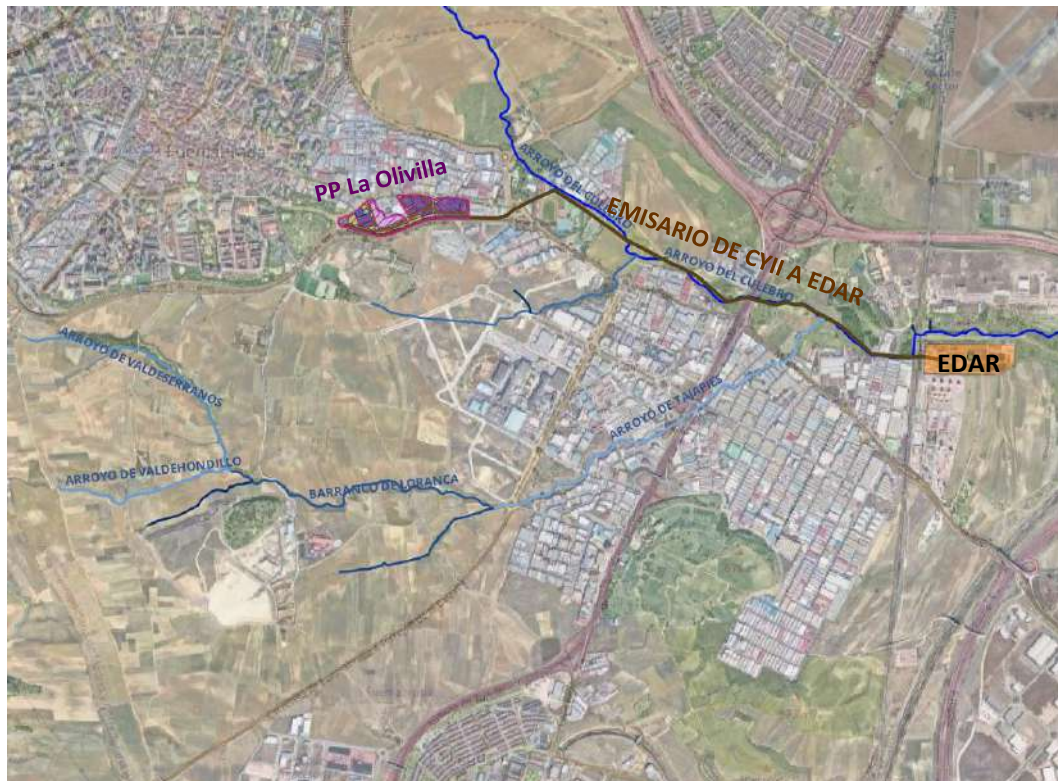 ARROYO DEL CULEBRO
PP La Olivilla
EMISARIO DE CYII A EDAR
ARROYO DEL CULEBRO
EDAR
ARROYO DE VALDESERRANOS
ARROYO DE TAJAPIES
ARROYO DE VALDEHONDILLO
BARRANCO DE LORANCA